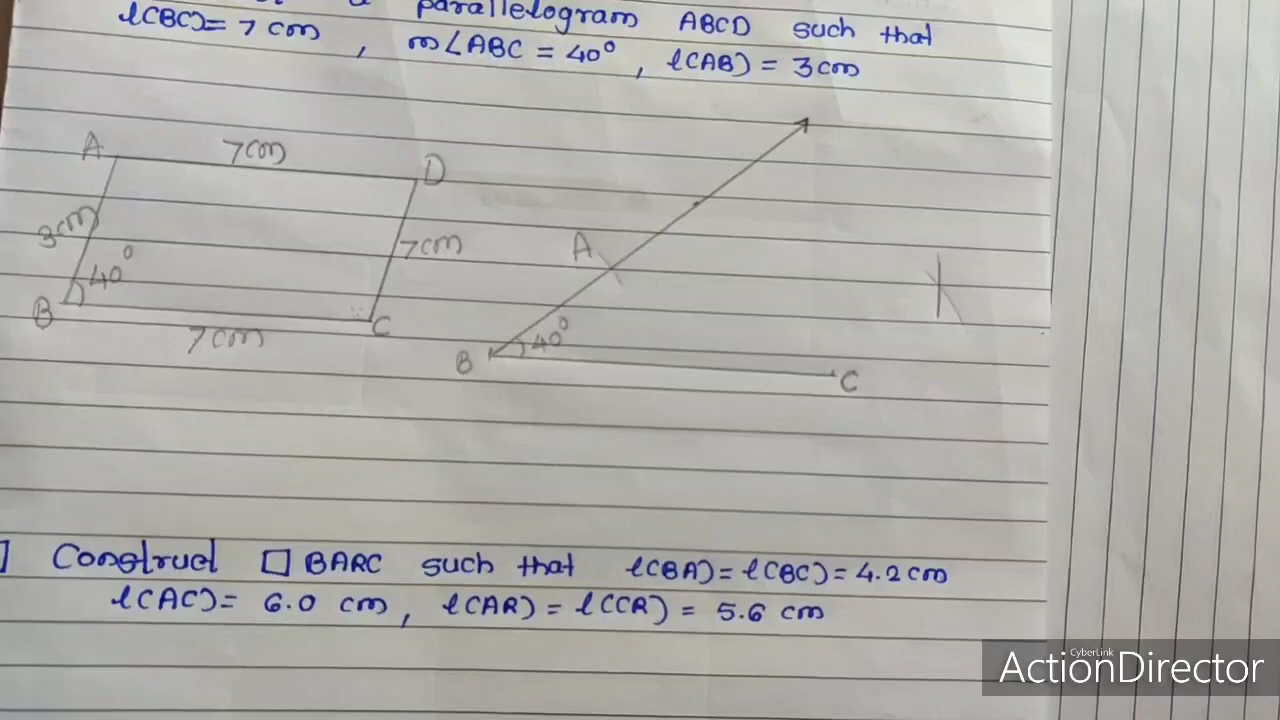 parallelogram ABCD such that
l(BC)= 7 cm , m∠ABC = 40° , l(AB) = 3cm
A 7cm D
3cm 7cm
40°
B 7cm C
A
40°
B C
] Construct □ BARC such that l(BA)= l(BC)= 4.2 cm
l(AC)= 6.0 cm , l(AR) = l(CR) = 5.6 cm
CyberLink
ActionDirector